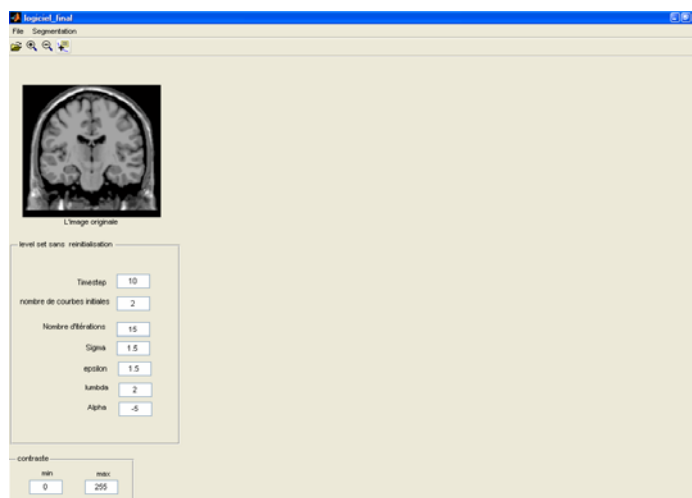 logiciel_final
File Segmentation
L'image originale
level set sans reinitialisation
Timestep 10
nombre de courbes initiales 2
Nombre d'itérations 15
Sigma 1.5
epsilon 1.5
lumbda 2
Alpha -5
contraste
min max
0 255